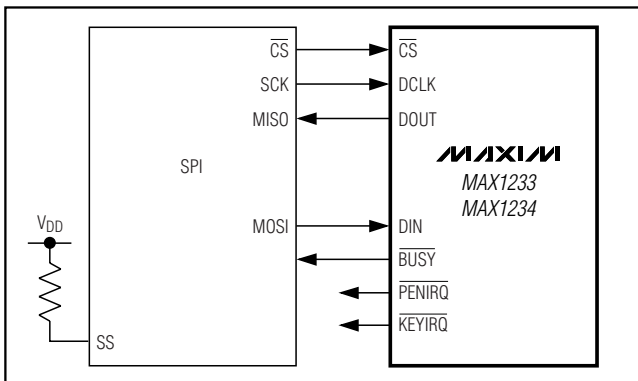 CS CS
SCK DCLK
MISO DOUT
MAXIM
SPI MAX1233
MAX1234
VDD MOSI DIN
BUSY
PENIRQ
SS KEYIRQ